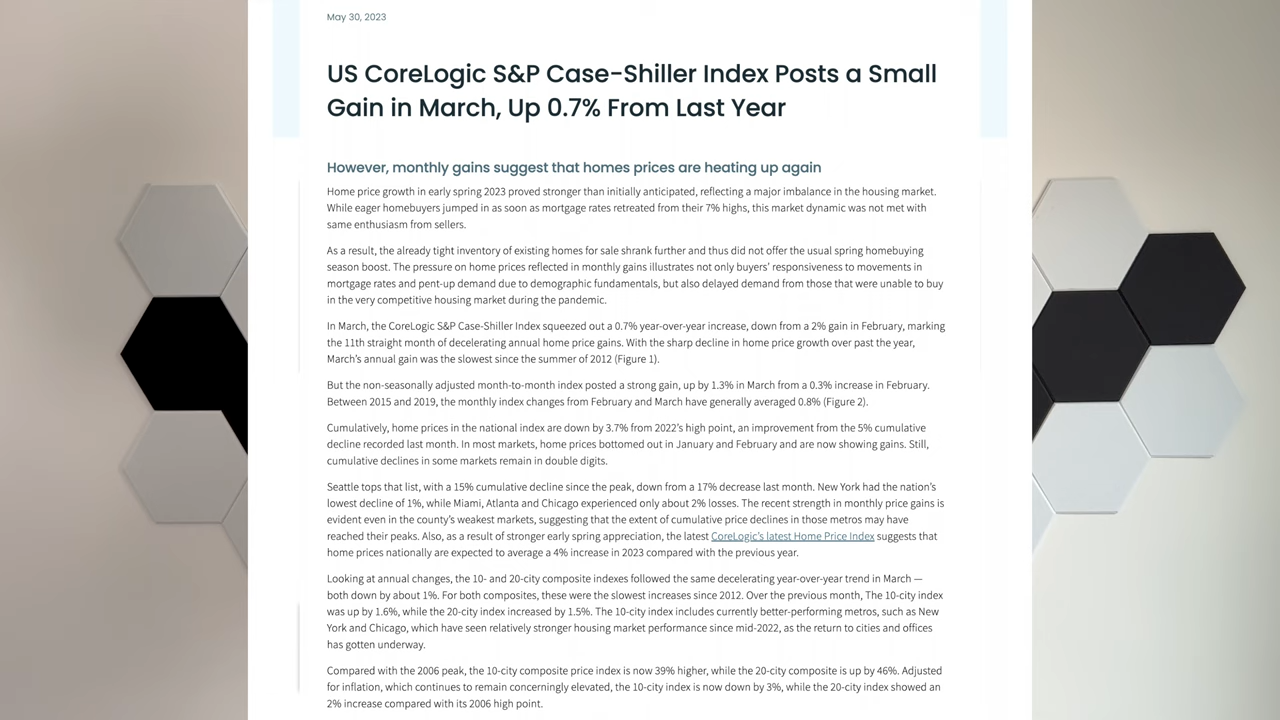 May 30, 2023
US CoreLogic S&P Case-Shiller Index Posts a Small
Gain in March, Up 0.7% From Last Year
However, monthly gains suggest that homes prices are heating up again
Home price growth in early spring 2023 proved stronger than initially anticipated, reflecting a major imbalance in the housing market.
While eager homebuyers jumped in as soon as mortgage rates retreated from their 7% highs, this market dynamic was not met with
same enthusiasm from sellers.
As a result, the already tight inventory of existing homes for sale shrank further and thus did not offer the usual spring homebuying
season boost. The pressure on home prices reflected in monthly gains illustrates not only buyers' responsiveness to movements in
mortgage rates and pent-up demand due to demographic fundamentals, but also delayed demand from those that were unable to buy
in the very competitive housing market during the pandemic.
In March, the CoreLogic S&P Case-Shiller Index squeezed out a 0.7% year-over-year increase, down from a 2% gain in February, marking
the 11th straight month of decelerating annual home price gains. With the sharp decline in home price growth over past the year,
March's annual gain was the slowest since the summer of 2012 (Figure 1).
But the non-seasonally adjusted month-to-month index posted a strong gain, up by 1.3% in March from a 0.3% increase in February.
Between 2015 and 2019, the monthly index changes from February and March have generally averaged 0.8% (Figure 2).
Cumulatively, home prices in the national index are down by 3.7% from 2022's high point, an improvement from the 5% cumulative
decline recorded last month. In most markets, home prices bottomed out in January and February and are now showing gains. Still,
cumulative declines in some markets remain in double digits.
Seattle tops that list, with a 15% cumulative decline since the peak, down from a 17% decrease last month. New York had the nation's
lowest decline of 1%, while Miami, Atlanta and Chicago experienced only about 2% losses. The recent strength in monthly price gains is
evident even in the county's weakest markets, suggesting that the extent of cumulative price declines in those metros may have
reached their peaks. Also, as a result of stronger early spring appreciation, the latest CoreLogic's latest Home Price Index suggests that
home prices nationally are expected to average a 4% increase in 2023 compared with the previous year.
Looking at annual changes, the 10- and 20-city composite indexes followed the same decelerating year-over-year trend in March —
both down by about 1%. For both composites, these were the slowest increases since 2012. Over the previous month, The 10-city index
was up by 1.6%, while the 20-city index increased by 1.5%. The 10-city index includes currently better-performing metros, such as New
York and Chicago, which have seen relatively stronger housing market performance since mid-2022, as the return to cities and offices
has gotten underway.
Compared with the 2006 peak, the 10-city composite price index is now 39% higher, while the 20-city composite is up by 46%. Adjusted
for inflation, which continues to remain concerningly elevated, the 10-city index is now down by 3%, while the 20-city index showed an
2% increase compared with its 2006 high point.